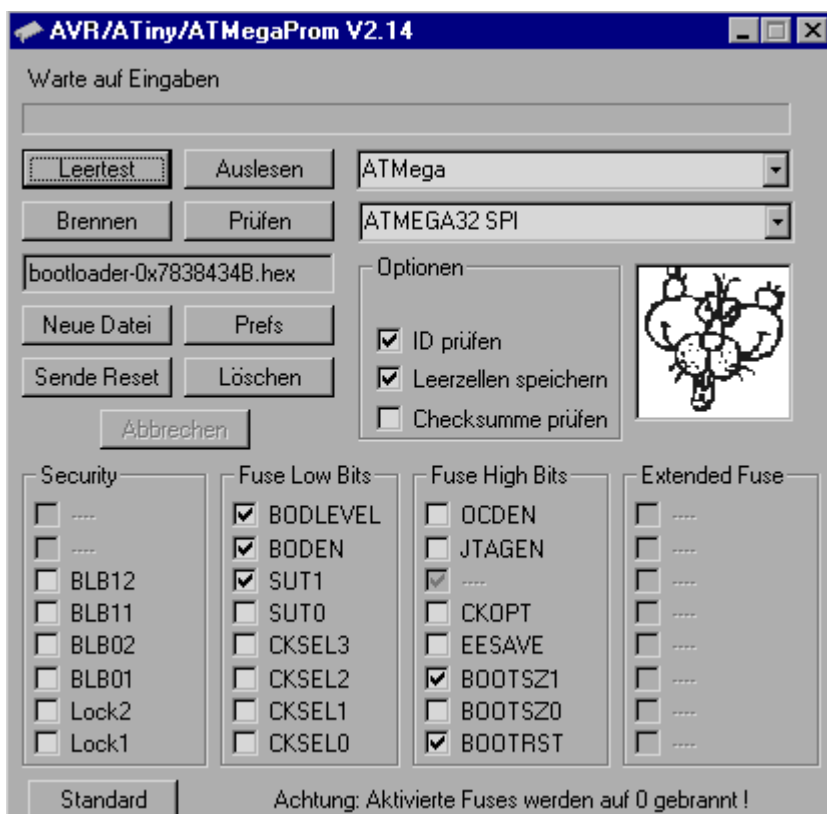 AVR/ATiny/ATMegaProm V2.14
Warte auf Eingaben
Leertest Auslesen ATMega
Brennen Prüfen ATMEGA32 SPI
bootloader-0x7838434B.hex
Neue Datei Prefs
Sende Reset Löschen
Abbrechen
Optionen
ID prüfen
Leerzellen speichern
Checksumme prüfen
Security
----
----
BLB12
BLB11
BLB02
BLB01
Lock2
Lock1
Fuse Low Bits
BODLEVEL
BODEN
SUT1
SUT0
CKSEL3
CKSEL2
CKSEL1
CKSEL0
Fuse High Bits
OCDEN
JTAGEN
----
CKOPT
EESAVE
BOOTSZ1
BOOTSZ0
BOOTRST
Extended Fuse
----
----
----
----
----
----
----
----
Standard Achtung: Aktivierte Fuses werden auf 0 gebrannt !